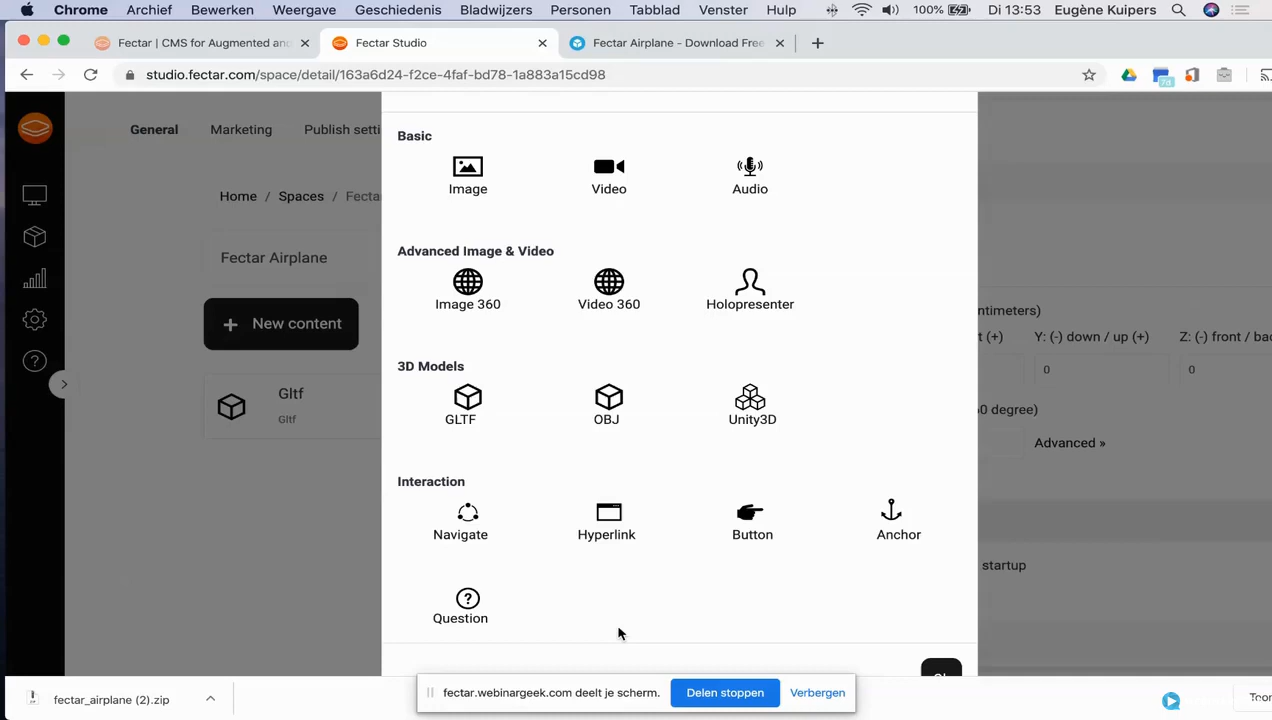 Chrome Archief Bewerken Weergave Geschiedenis Bladwijzers Personen Tabblad Venster Hulp 100% Di 13:53 Eugène Kuipers
Fectar | CMS for Augmented and
Fectar Studio
Fectar Airplane - Download Free
studio.fectar.com/space/detail/163a6d24-f2ce-4faf-bd78-1a883a15cd98
7d
General Marketing Publish setti
Home / Spaces / Fecta
Fectar Airplane
+ New content
Gltf
Gltf
Basic
Image Video Audio
Advanced Image & Video
Image 360 Video 360 Holopresenter
3D Models
GLTF OBJ Unity3D
Interaction
Navigate Hyperlink Button Anchor
Question
ntimeters)
t (+) Y: (-) down / up (+) Z: (-) front / bac
0 0
60 degree)
Advanced »
startup
fectar_airplane (2).zip
fectar.webinargeek.com deelt je scherm. Delen stoppen Verbergen
Toon